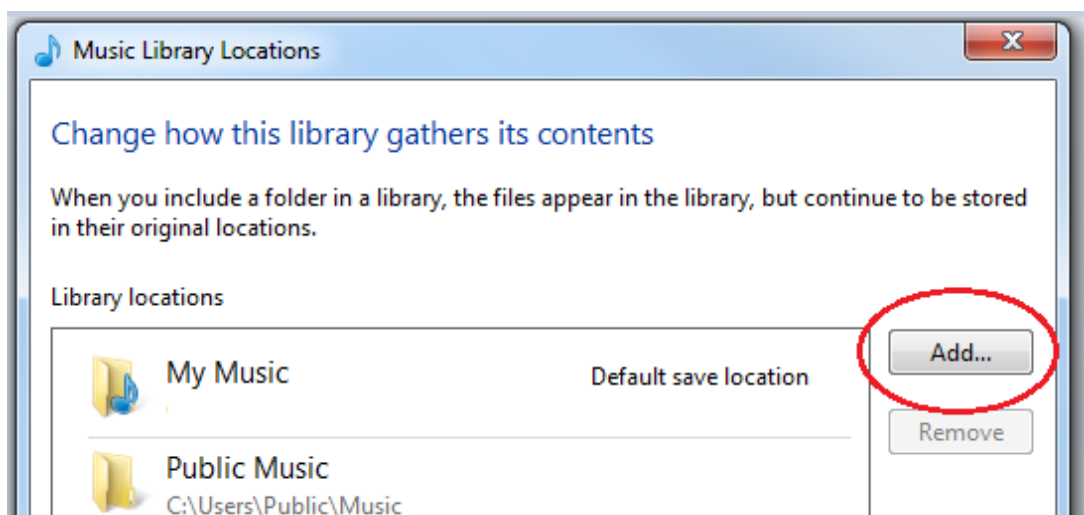 Music Library Locations
X
Change how this library gathers its contents
When you include a folder in a library, the files appear in the library, but continue to be stored
in their original locations.
Library locations
My Music Default save location
Add...
Remove
Public Music
C:\Users\Public\Music